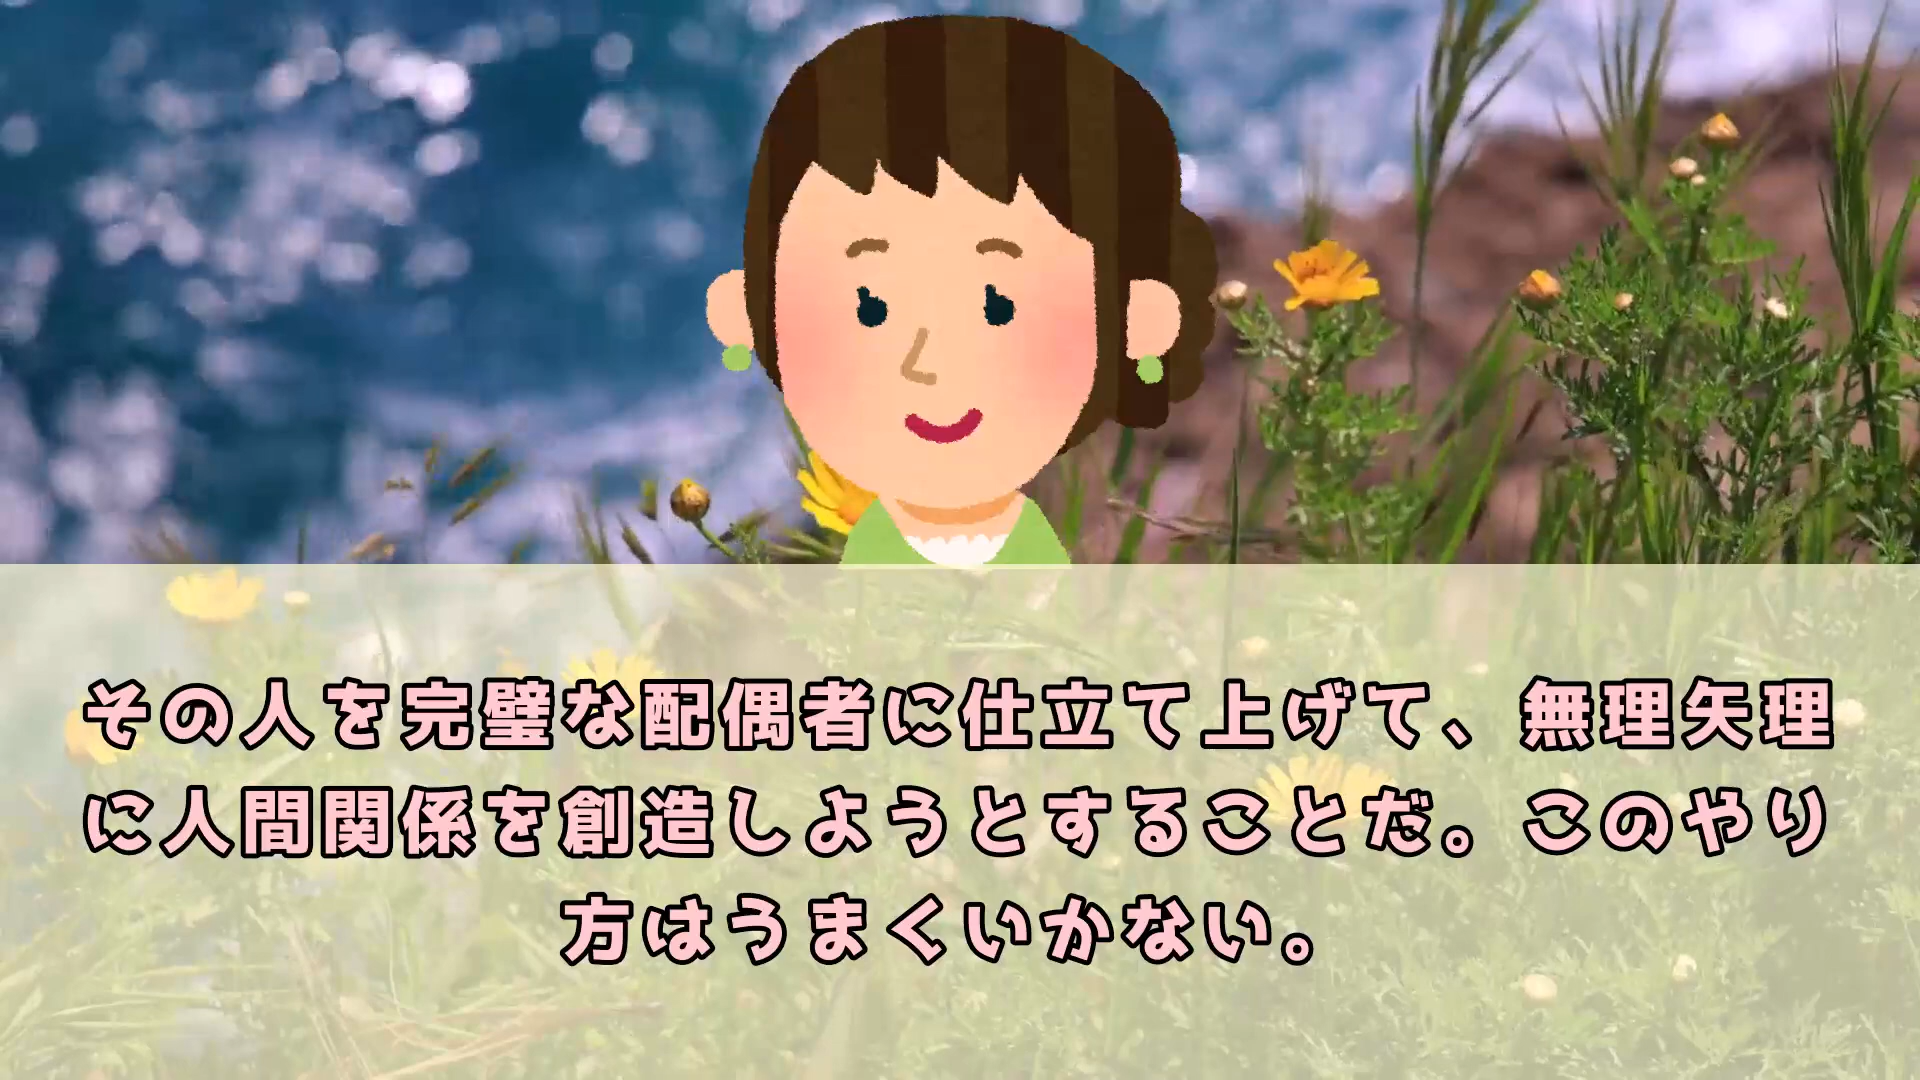 その人を完璧な配偶者に仕立て上げて、無理矢理
に人間関係を創造しようとすることだ。このやり
方はうまくいかない。